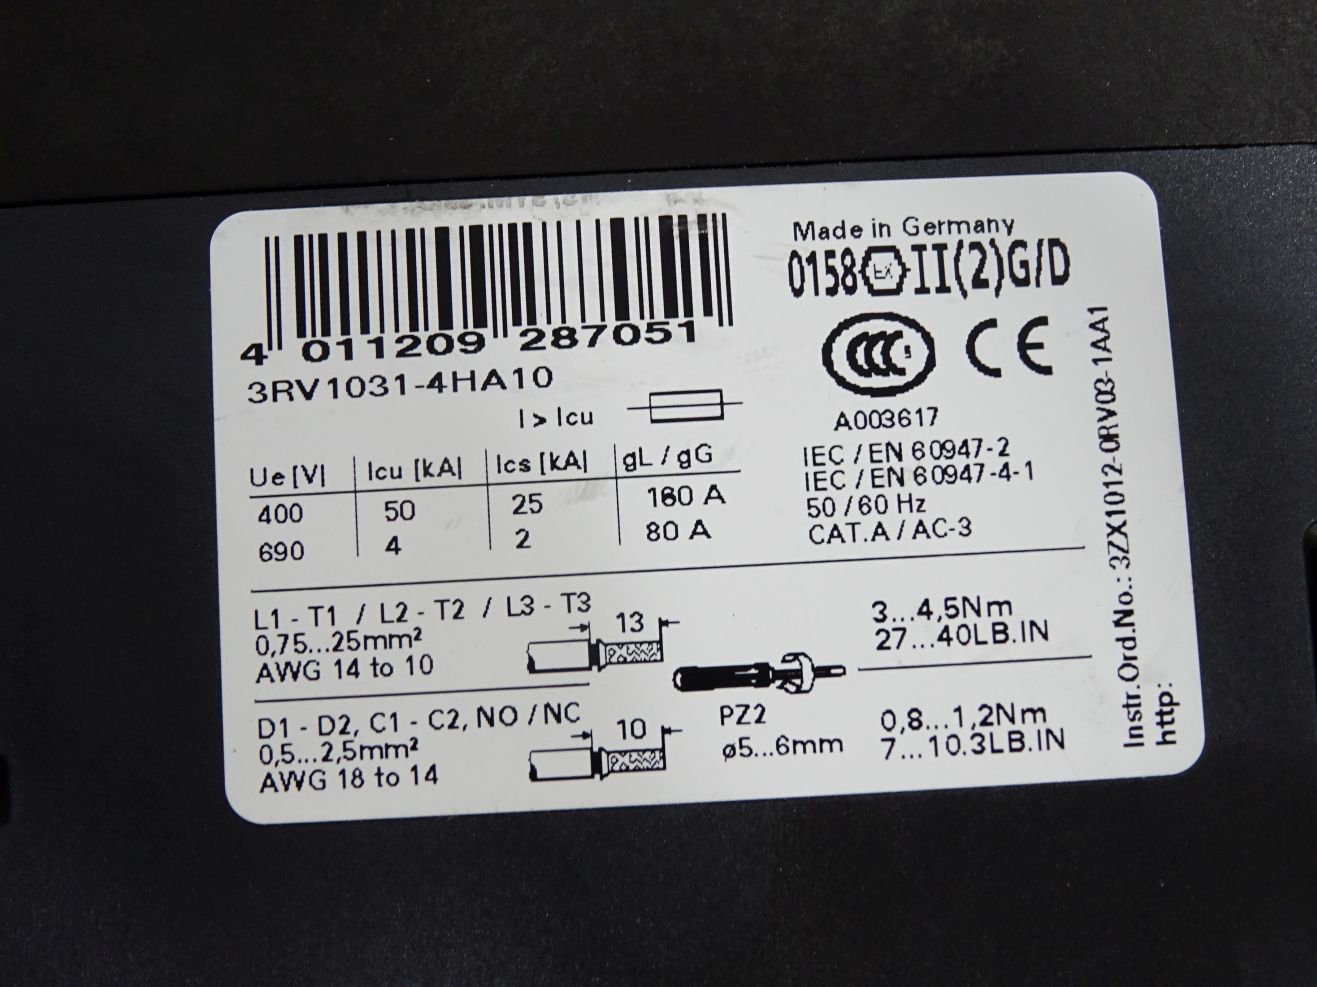 4 011209 287051
3RV1031-4HA10
I > Icu
Ue [V] Icu [kA] Ics [kA] gL / gG
400 50 25 160 A
690 4 2 80 A
Made in Germany
0158 Ex II(2)G/D
CCC S CE
A003617
IEC / EN 60947-2
IEC / EN 60947-4-1
50 / 60 Hz
CAT.A / AC-3
L1 - T1 / L2 - T2 / L3 - T3
0,75...25mm²
AWG 14 to 10
13
3...4,5Nm
27...40LB.IN
D1 - D2, C1 - C2, NO / NC
0,5...2,5mm²
AWG 18 to 14
10
PZ2
ø5...6mm
0,8...1,2Nm
7...10.3LB.IN
Instr.Ord.No.: 3ZX1012-0RV03-1AA1
http: